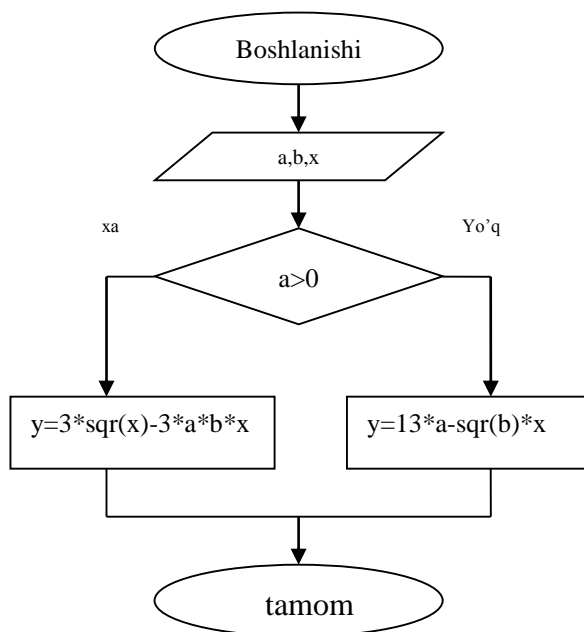 Boshlanishi
a,b,x
xa
Yo’q
a>0
y=3*sqr(x)-3*a*b*x
y=13*a-sqr(b)*x
tamom